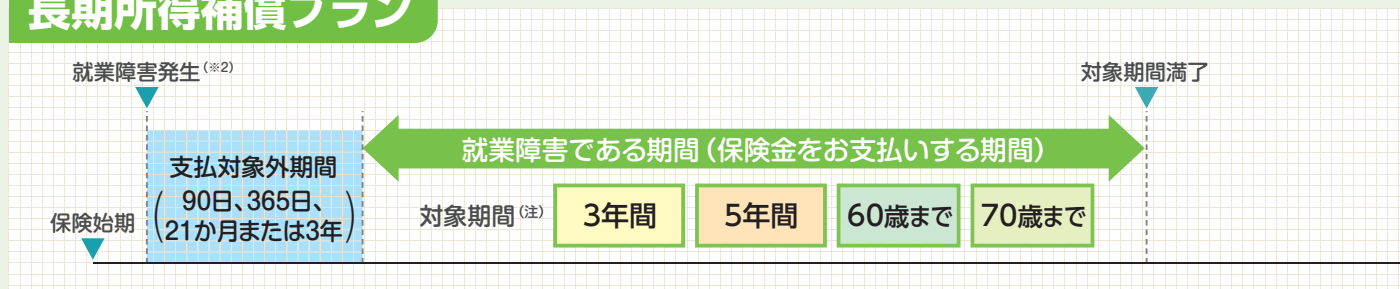 長期所得補償プラン
就業障害発生(※2)
対象期間満了
就業障害である期間(保険金をお支払いする期間)
支払対象外期間
(90日、365日、
21か月または3年)
対象期間(注)
3年間
5年間
60歳まで
70歳まで
保険始期